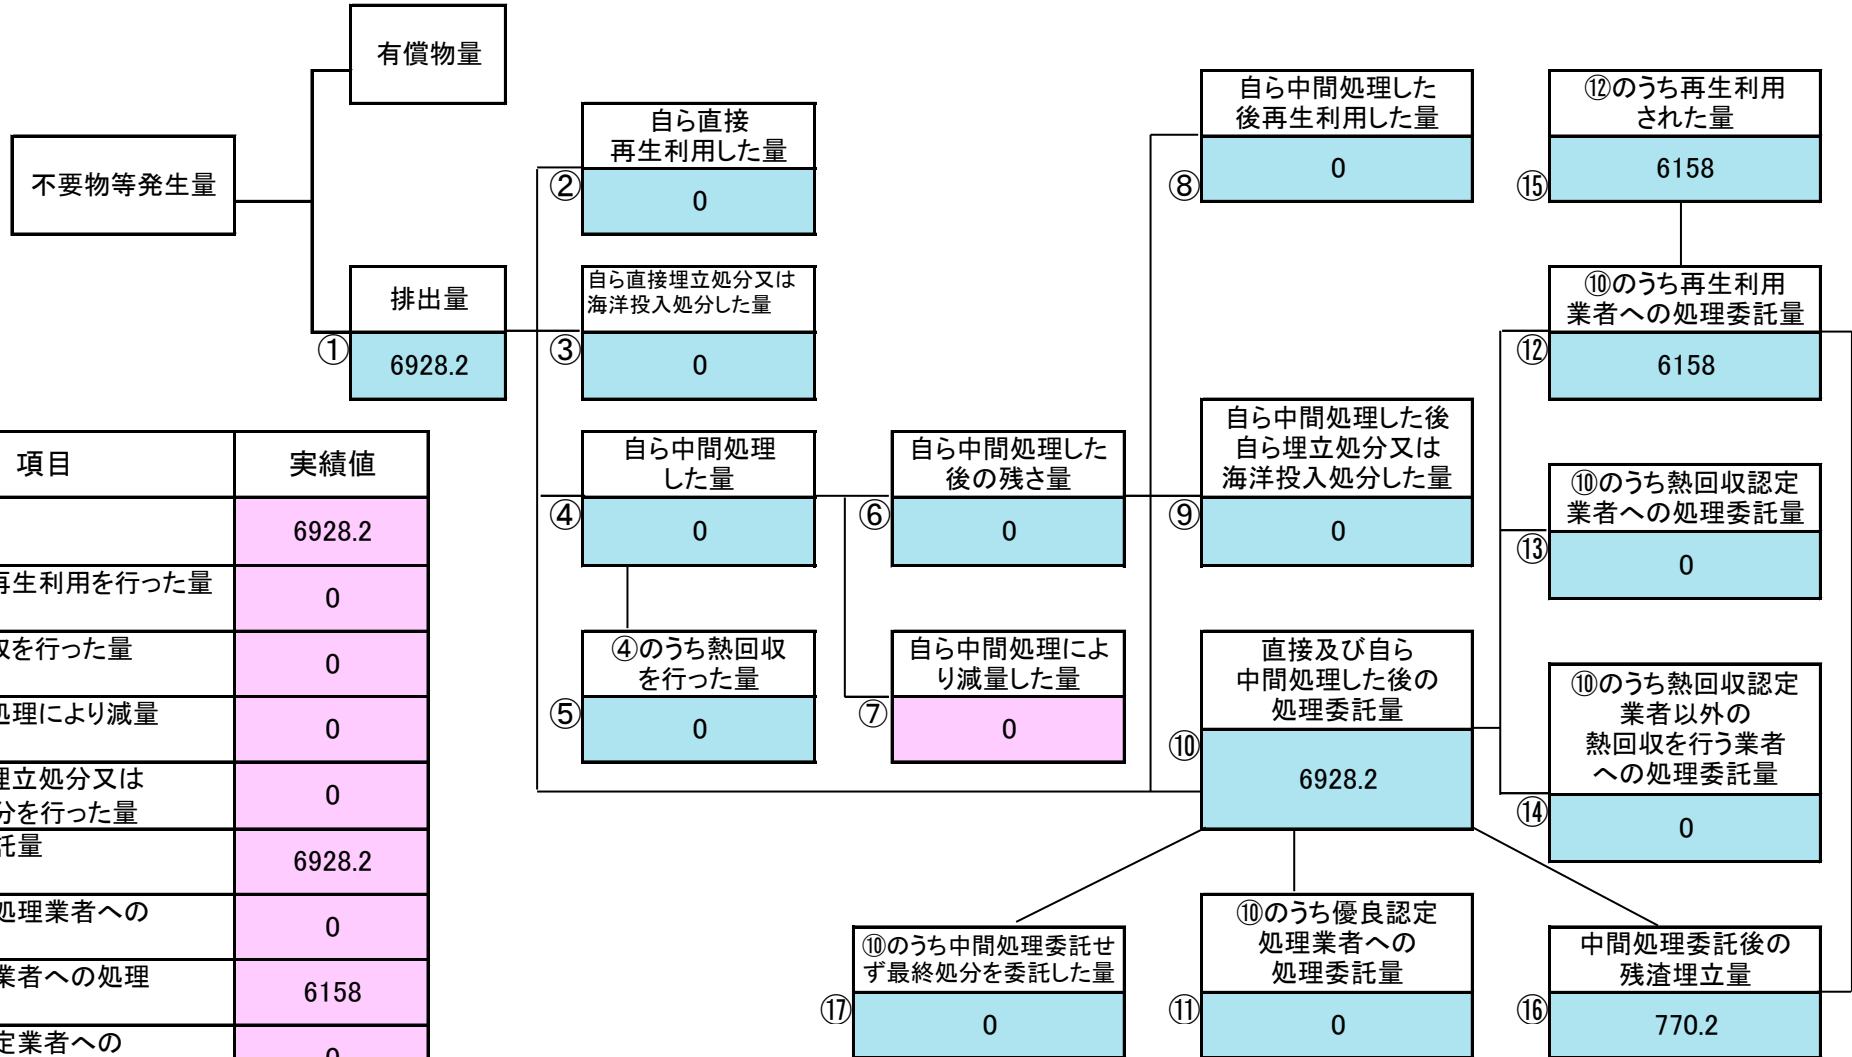 有償物量
不要物等発生量
排出量
①
6928.2
自ら直接
再生利用した量
②
0
自ら直接埋立処分又は
海洋投入処分した量
③
0
自ら中間処理
した量
④
0
④のうち熱回収
を行った量
⑤
0
自ら中間処理した
後の残さ量
⑥
0
自ら中間処理によ
り減量した量
⑦
0
自ら中間処理した
後再生利用した量
⑧
0
自ら中間処理した後
自ら埋立処分又は
海洋投入処分した量
⑨
0
直接及び自ら
中間処理した後の
処理委託量
⑩
6928.2
⑩のうち優良認定
処理業者への
処理委託量
⑪
0
⑩のうち中間処理委託せ
ず最終処分を委託した量
⑰
0
⑫のうち再生利用
された量
⑮
6158
⑩のうち再生利用
業者への処理委託量
⑫
6158
⑩のうち熱回収認定
業者への処理委託量
⑬
0
⑩のうち熱回収認定
業者以外の
熱回収を行う業者
への処理委託量
⑭
0
中間処理委託後の
残渣埋立量
⑯
770.2
項目 実績値
6928.2
再生利用を行った量 0
を行った量 0
処理により減量 0
埋立処分又は
分を行った量 0
託量 6928.2
処理業者への 0
業者への処理 6158
定業者への 0